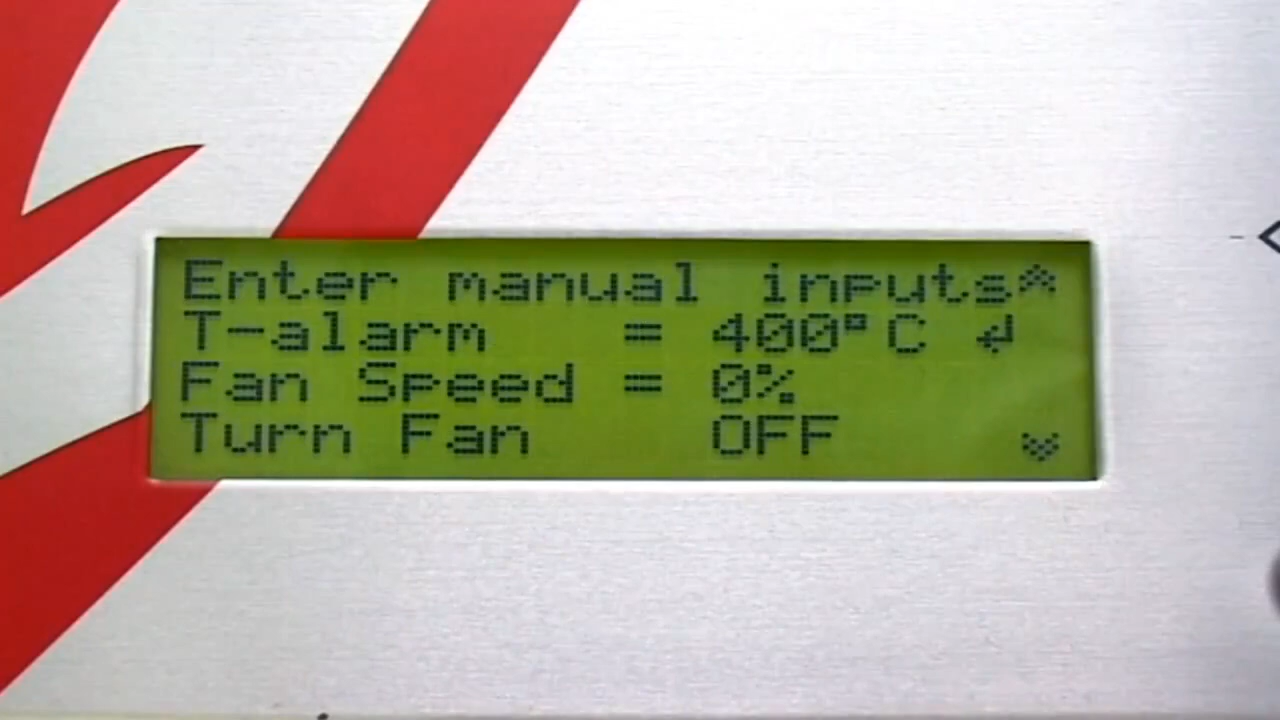 Enter manual inputs
T-alarm = 400°C ↲
Fan Speed = 0%
Turn Fan OFF